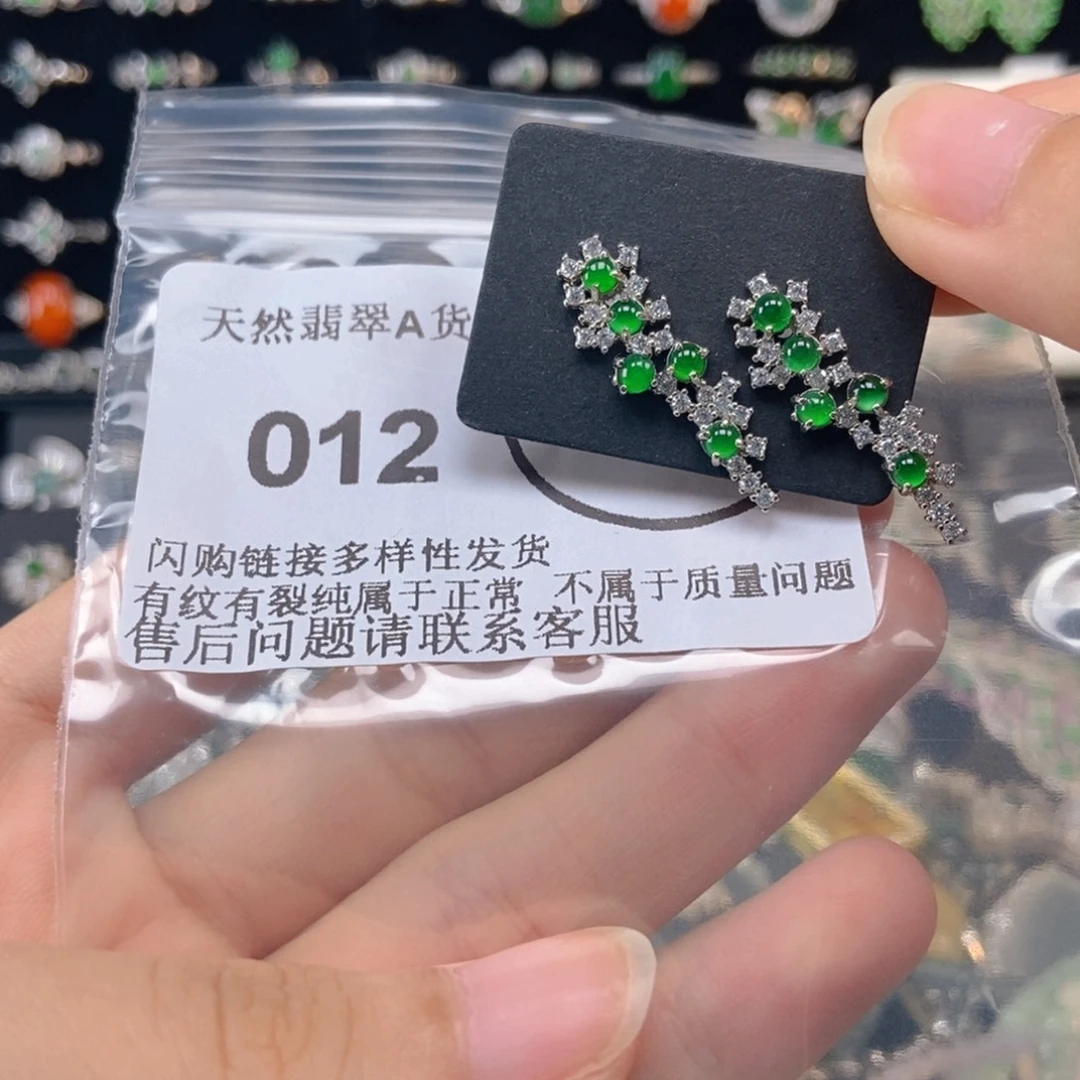 天然翡翠A货
012
闪购链接多样性发货
有纹有裂纯属于正常 不属于质量问题
售后问题请联系客服